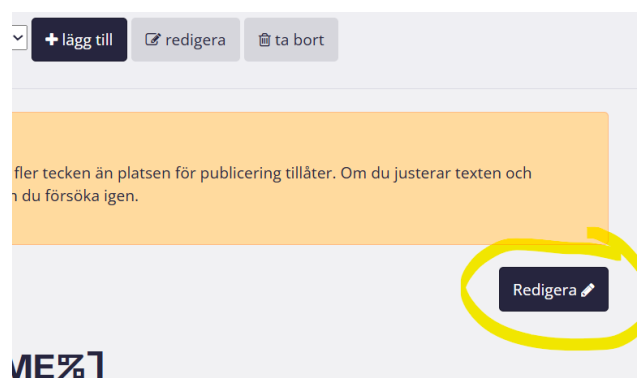 lägg till redigera ta bort
fler tecken än platsen för publicering tillåter. Om du justerar texten och
du försöka igen.
Redigera
ME%]